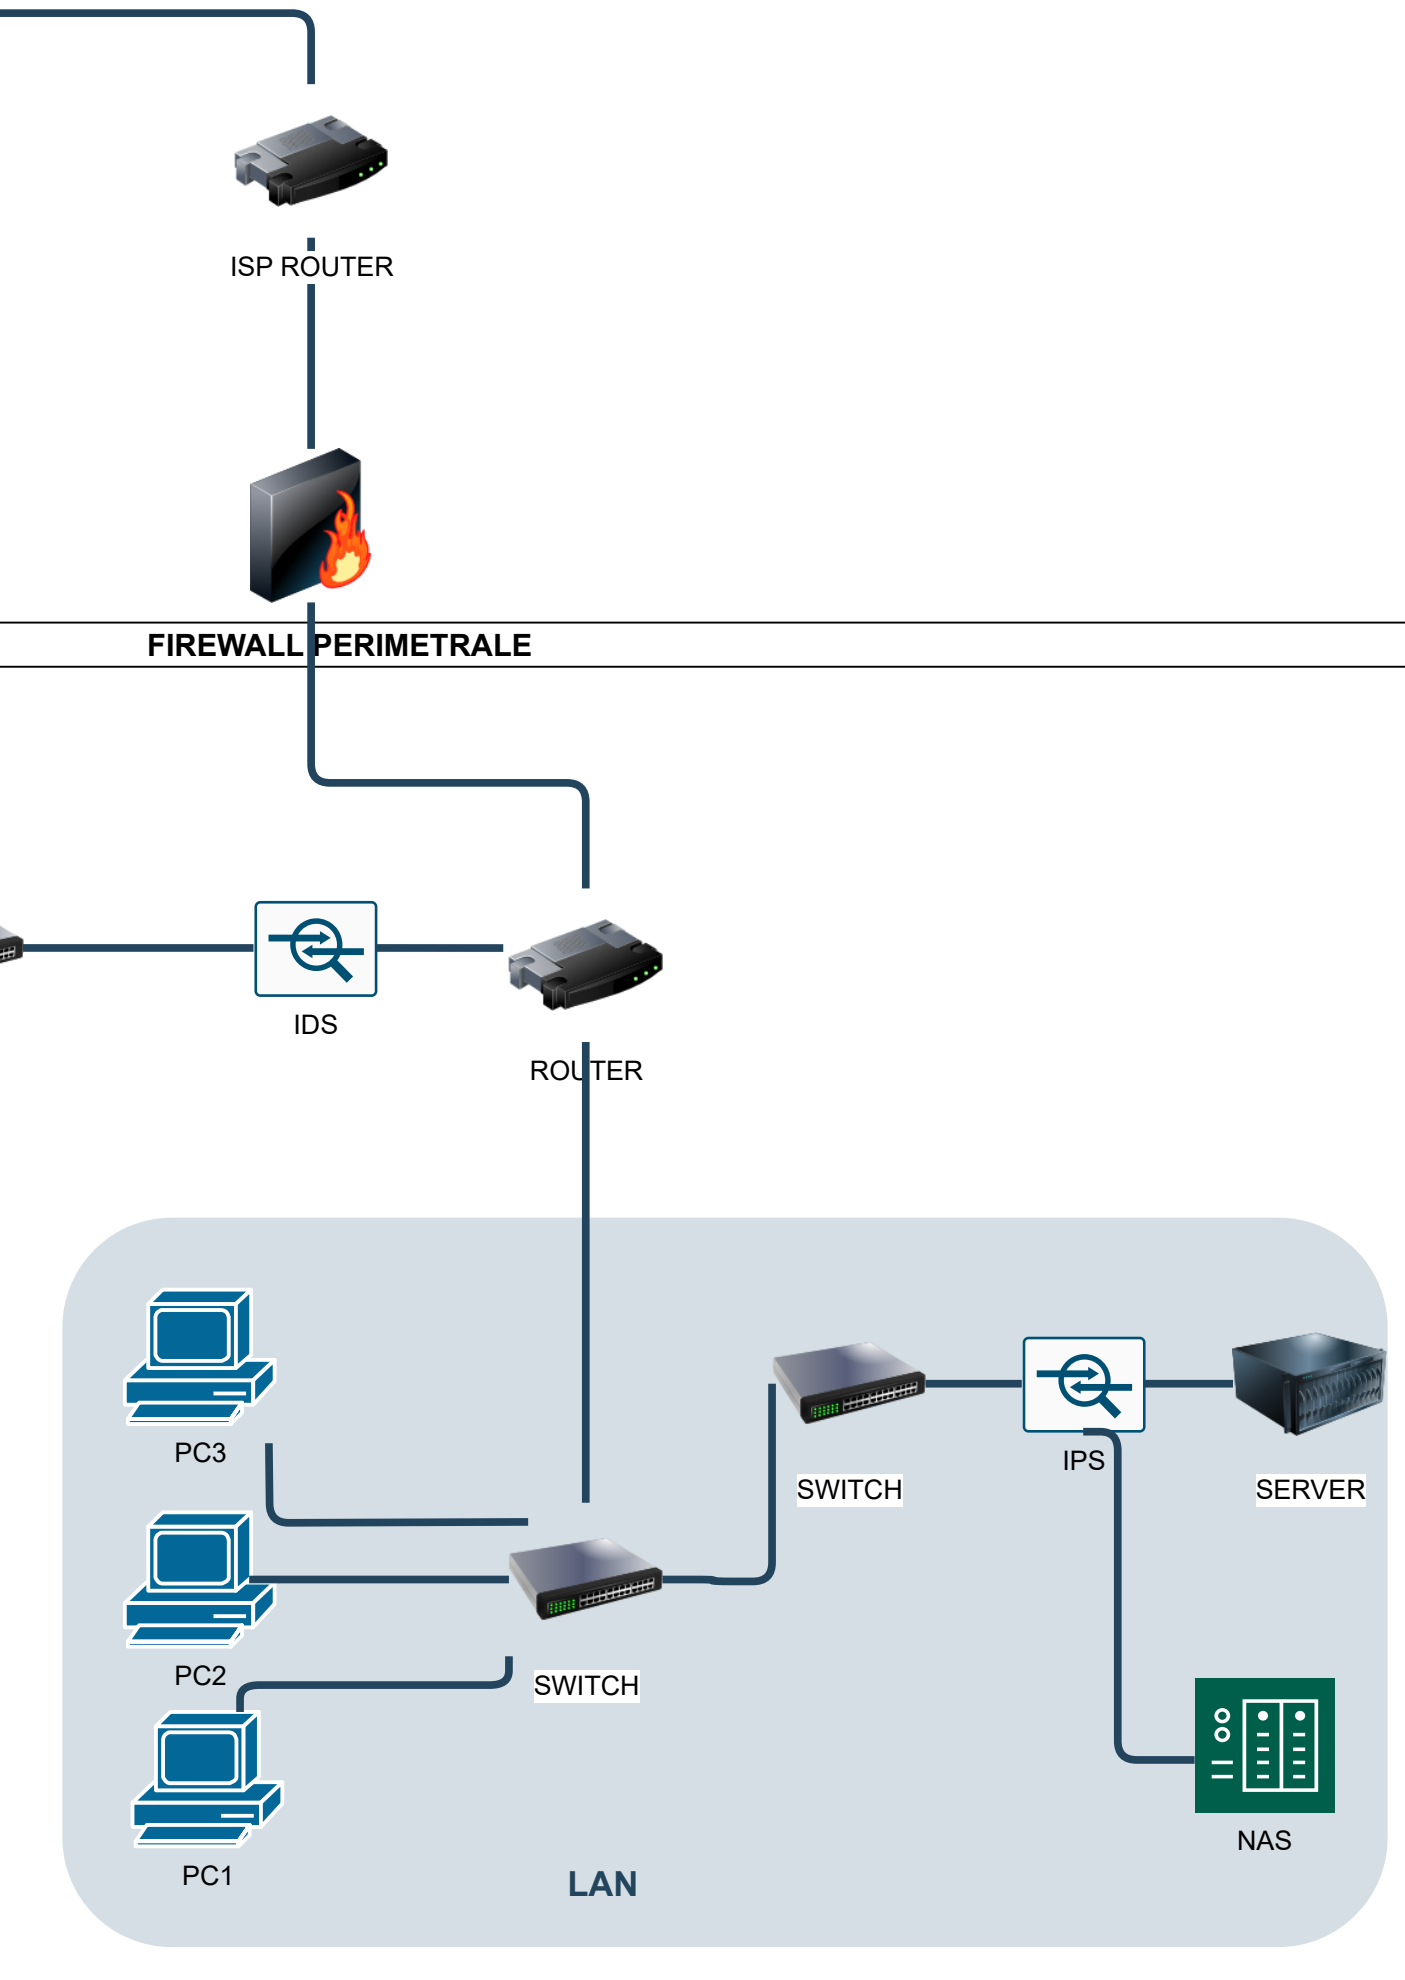 ISP ROUTER
FIREWALL PERIMETRALE
IDS
ROUTER
PC3
IPS
SWITCH
SERVER
PC2
SWITCH
NAS
PC1
LAN